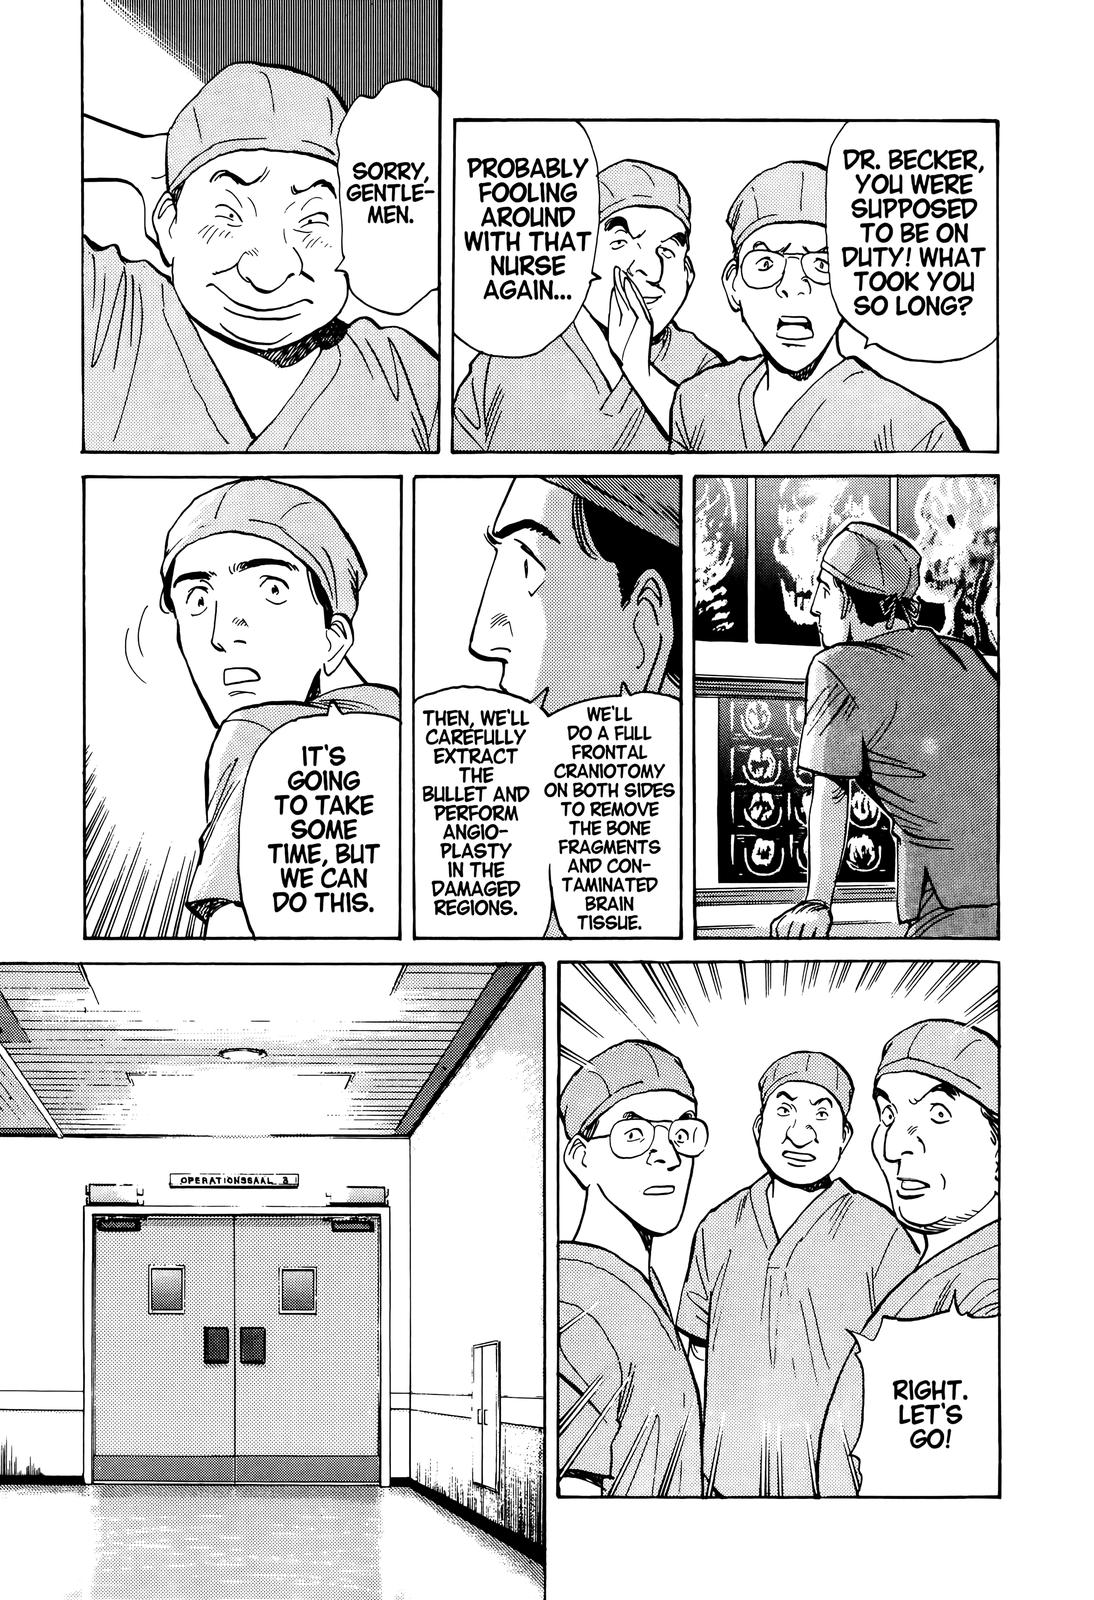 DR. BECKER,
YOU WERE
SUPPOSED
TO BE ON
DUTY! WHAT
TOOK YOU
SO LONG?
PROBABLY
FOOLING
AROUND
WITH THAT
NURSE
AGAIN...
SORRY,
GENTLE-
MEN.
WE'LL
DO A FULL
FRONTAL
CRANIOTOMY
ON BOTH SIDES
TO REMOVE
THE BONE
FRAGMENTS
AND CON-
TAMINATED
BRAIN
TISSUE.
THEN, WE'LL
CAREFULLY
EXTRACT
THE
BULLET AND
PERFORM
ANGIO-
PLASTY
IN THE
DAMAGED
REGIONS.
IT'S
GOING
TO TAKE
SOME
TIME, BUT
WE CAN
DO THIS.
RIGHT.
LET'S
GO!
OPERATIONSSAAL 3